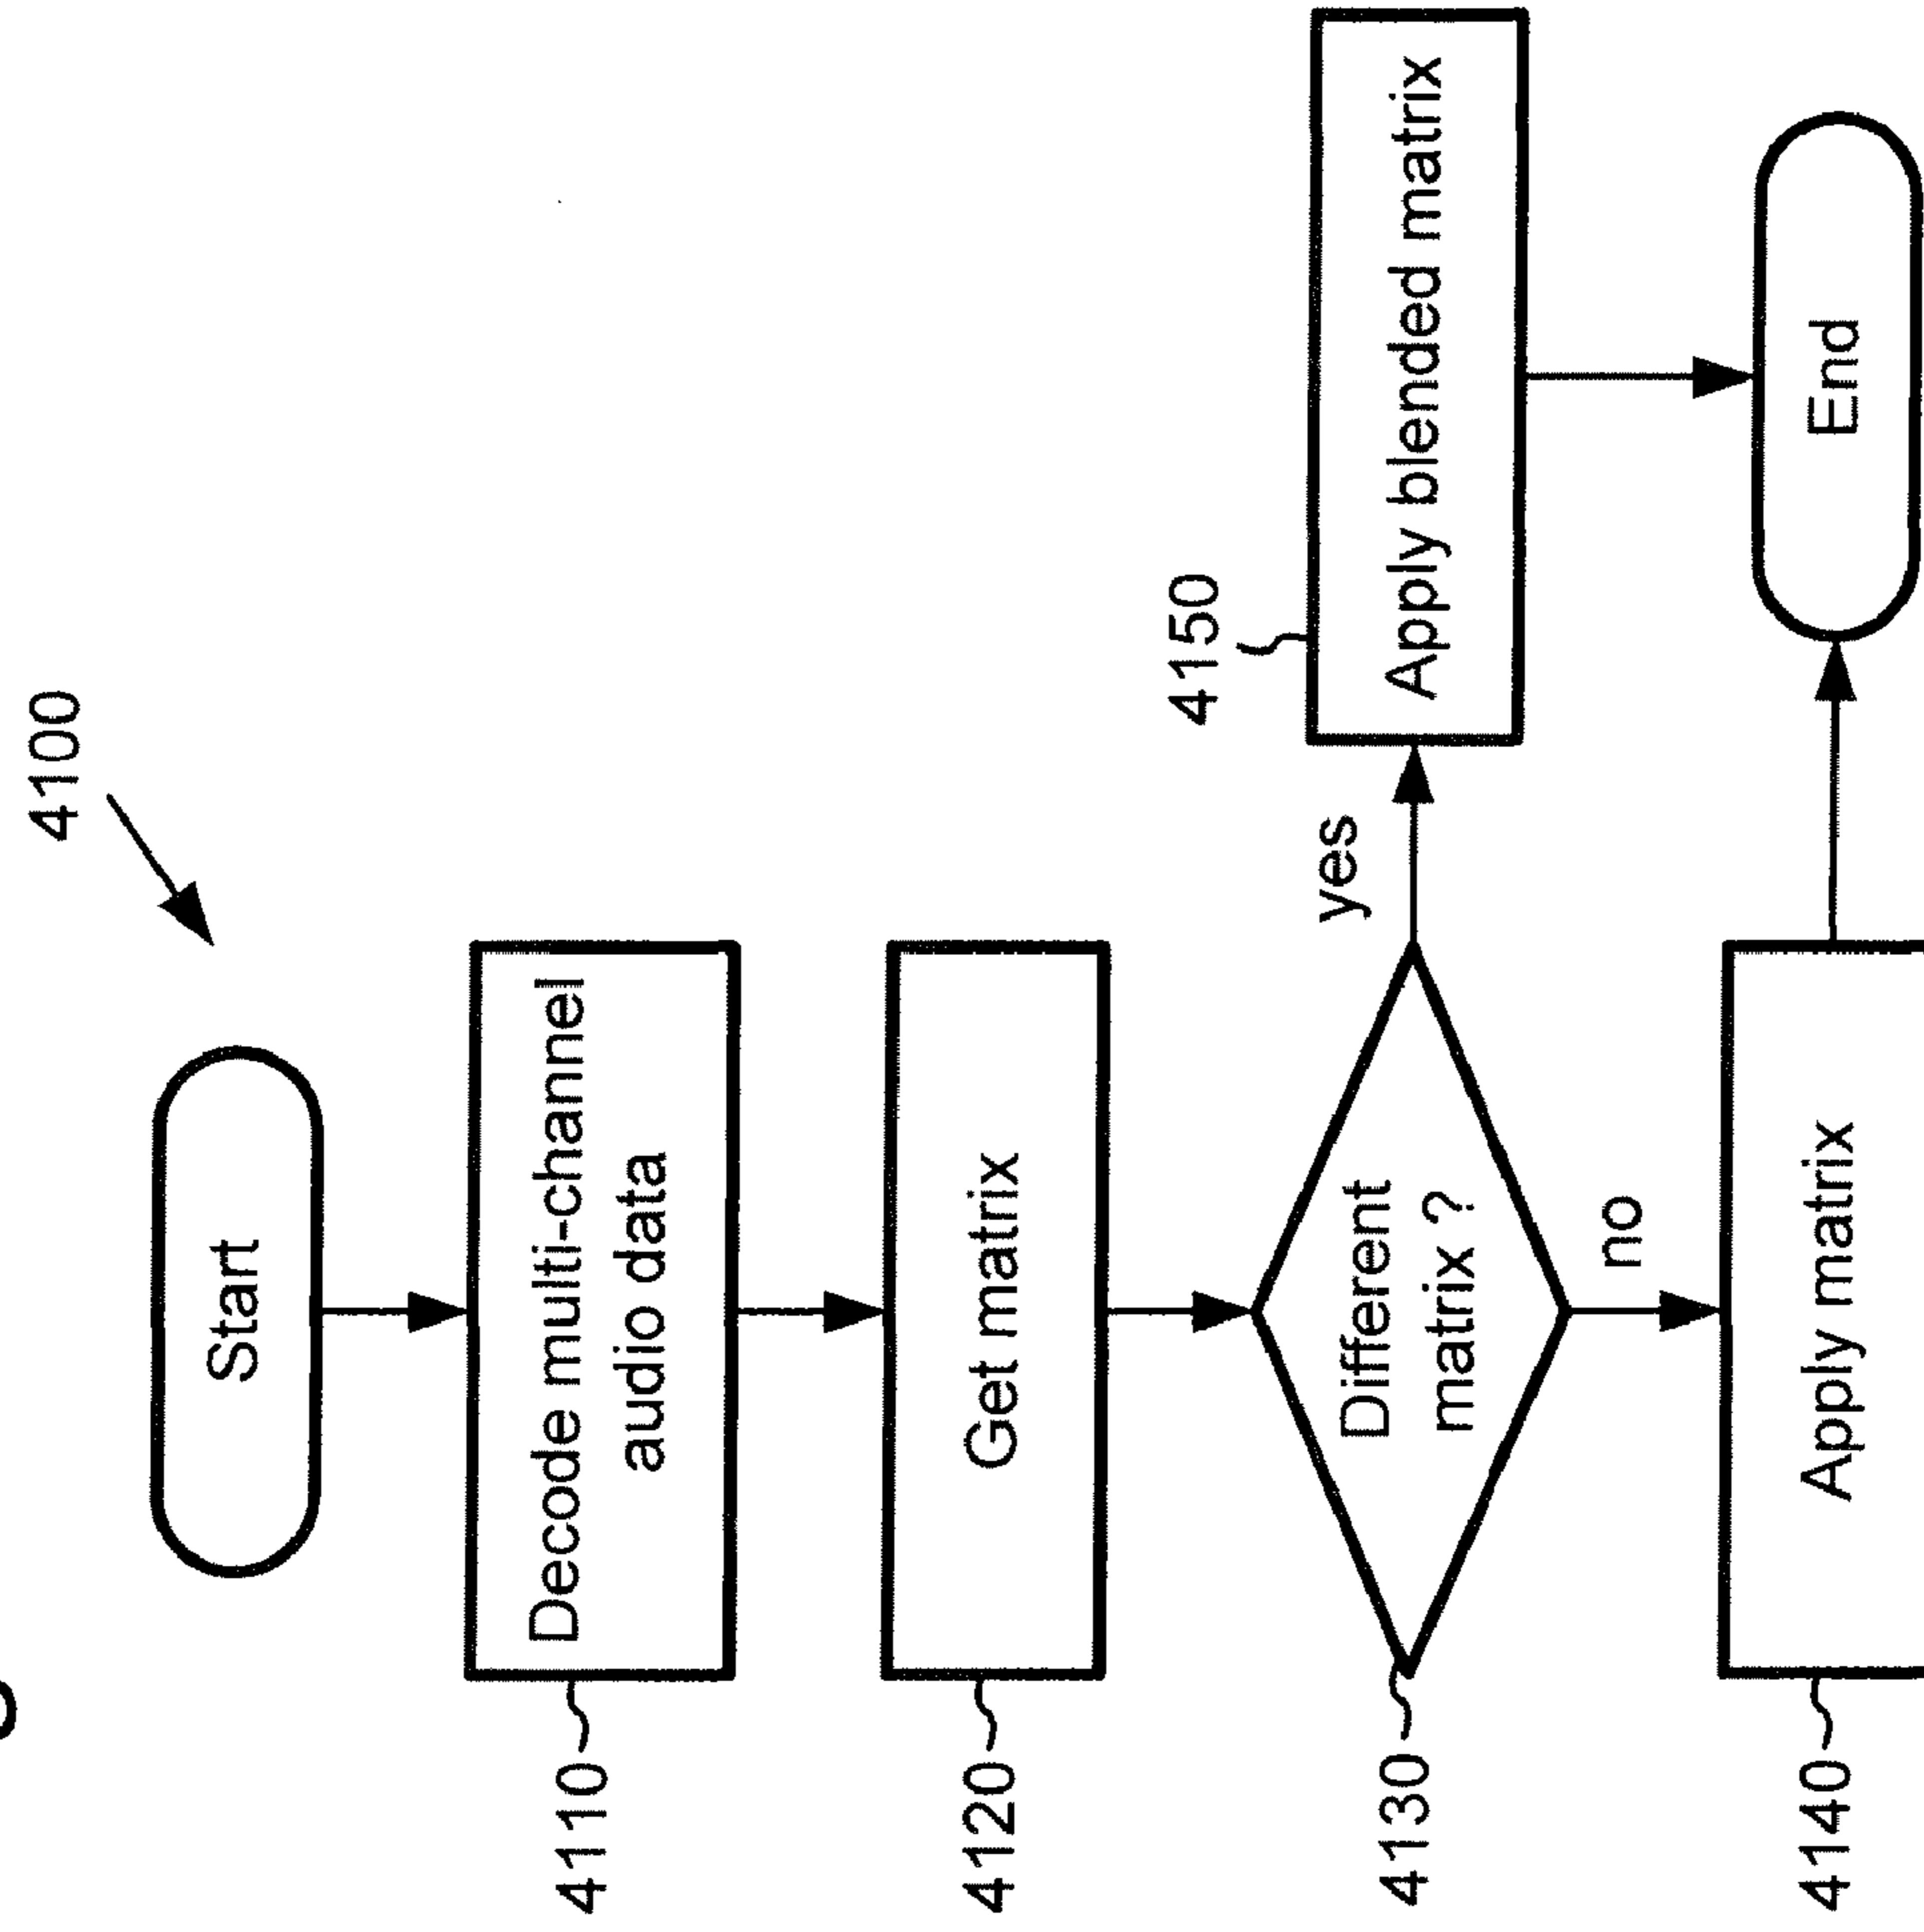 4100
Start
4110
Decode multi-channel
audio data
4120
Get matrix
4130
Different
matrix ?
yes
4150
Apply blended matrix
no
4140
Apply matrix
End